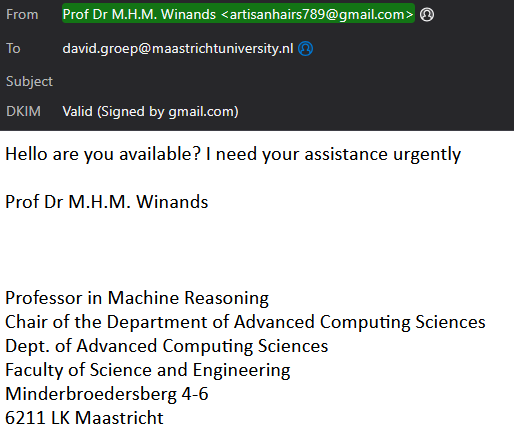 From Prof Dr M.H.M. Winands <artisanhairs789@gmail.com>
To david.groep@maastrichtuniversity.nl
Subject
DKIM Valid (Signed by gmail.com)
Hello are you available? I need your assistance urgently
Prof Dr M.H.M. Winands
Professor in Machine Reasoning
Chair of the Department of Advanced Computing Sciences
Dept. of Advanced Computing Sciences
Faculty of Science and Engineering
Minderbroedersberg 4-6
6211 LK Maastricht